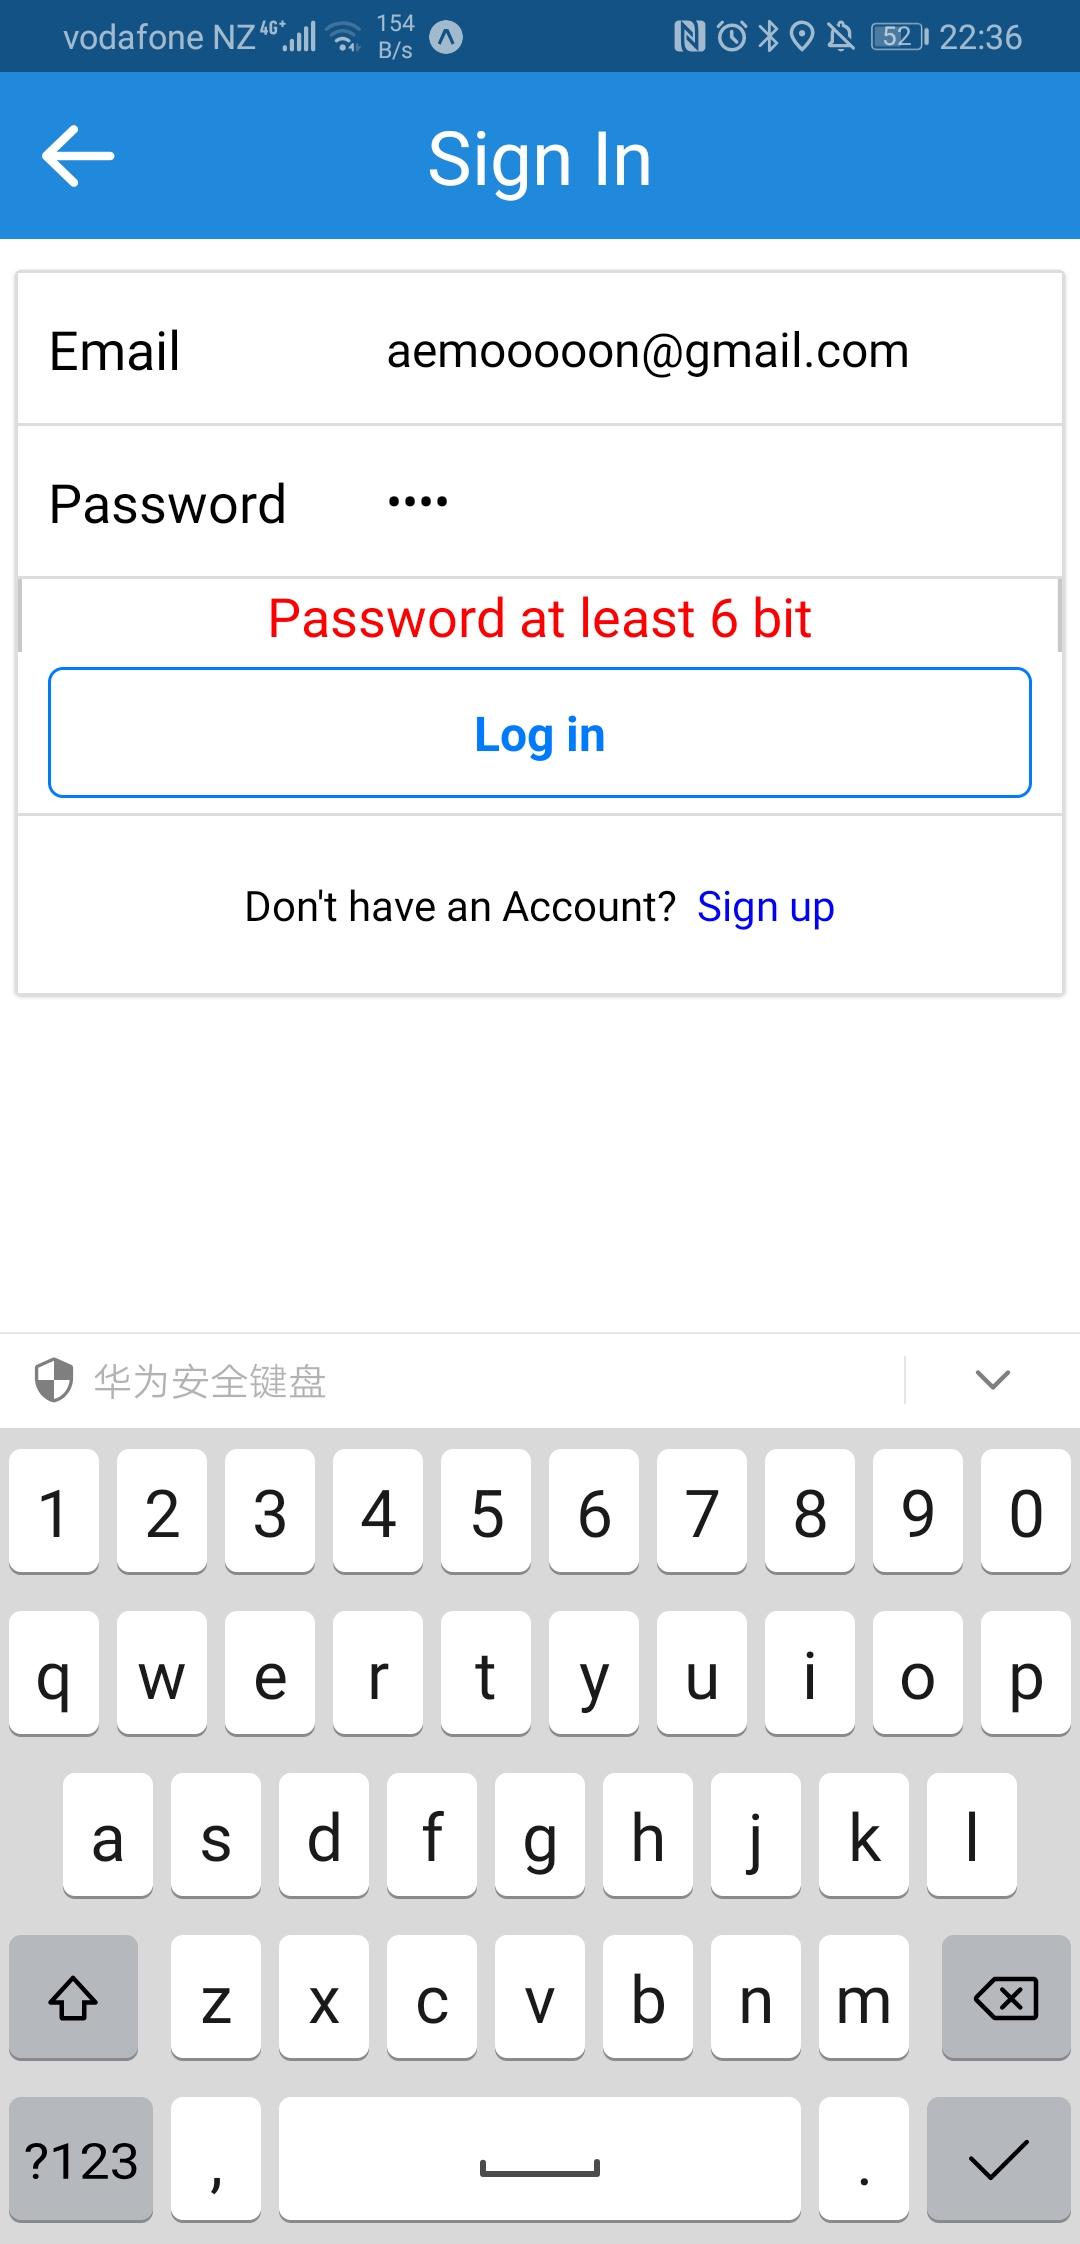 vodafone NZ 4G+ 154 B/s 52 22:36
Sign In
Email aemooooon@gmail.com
Password ••••
Password at least 6 bit
Log in
Don't have an Account? Sign up
华为安全键盘
1 2 3 4 5 6 7 8 9 0
q w e r t y u i o p
a s d f g h j k l
z x c v b n m
?123 , .